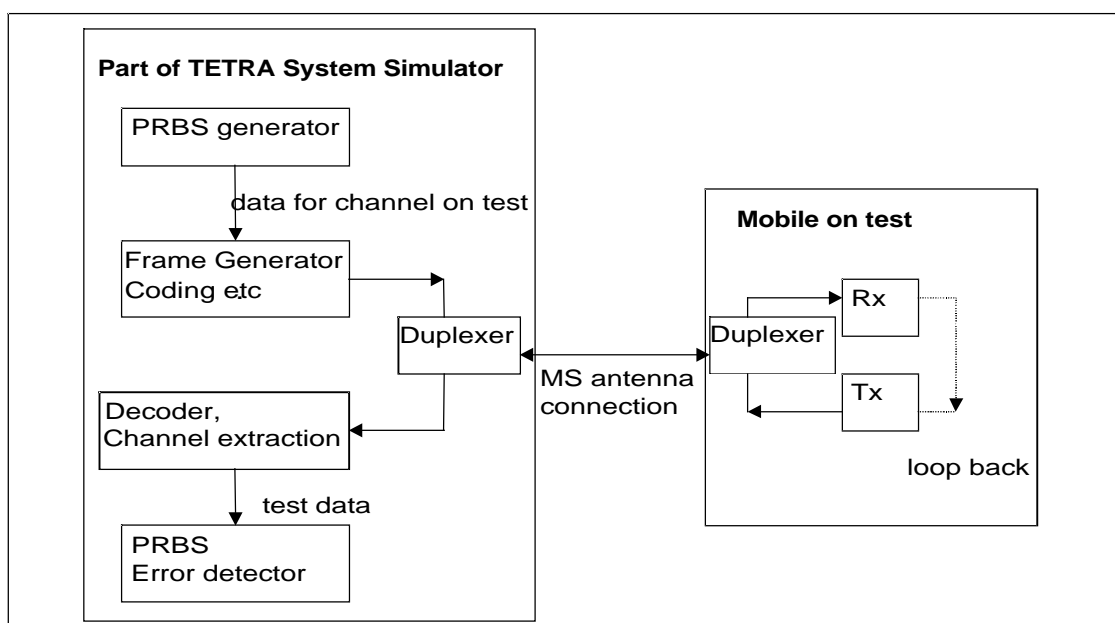 Part of TETRA System Simulator
PRBS generator
data for channel on test
Frame Generator
Coding etc
Duplexer
Decoder,
Channel extraction
test data
PRBS
Error detector
MS antenna
connection
Mobile on test
Duplexer
Rx
Tx
loop back